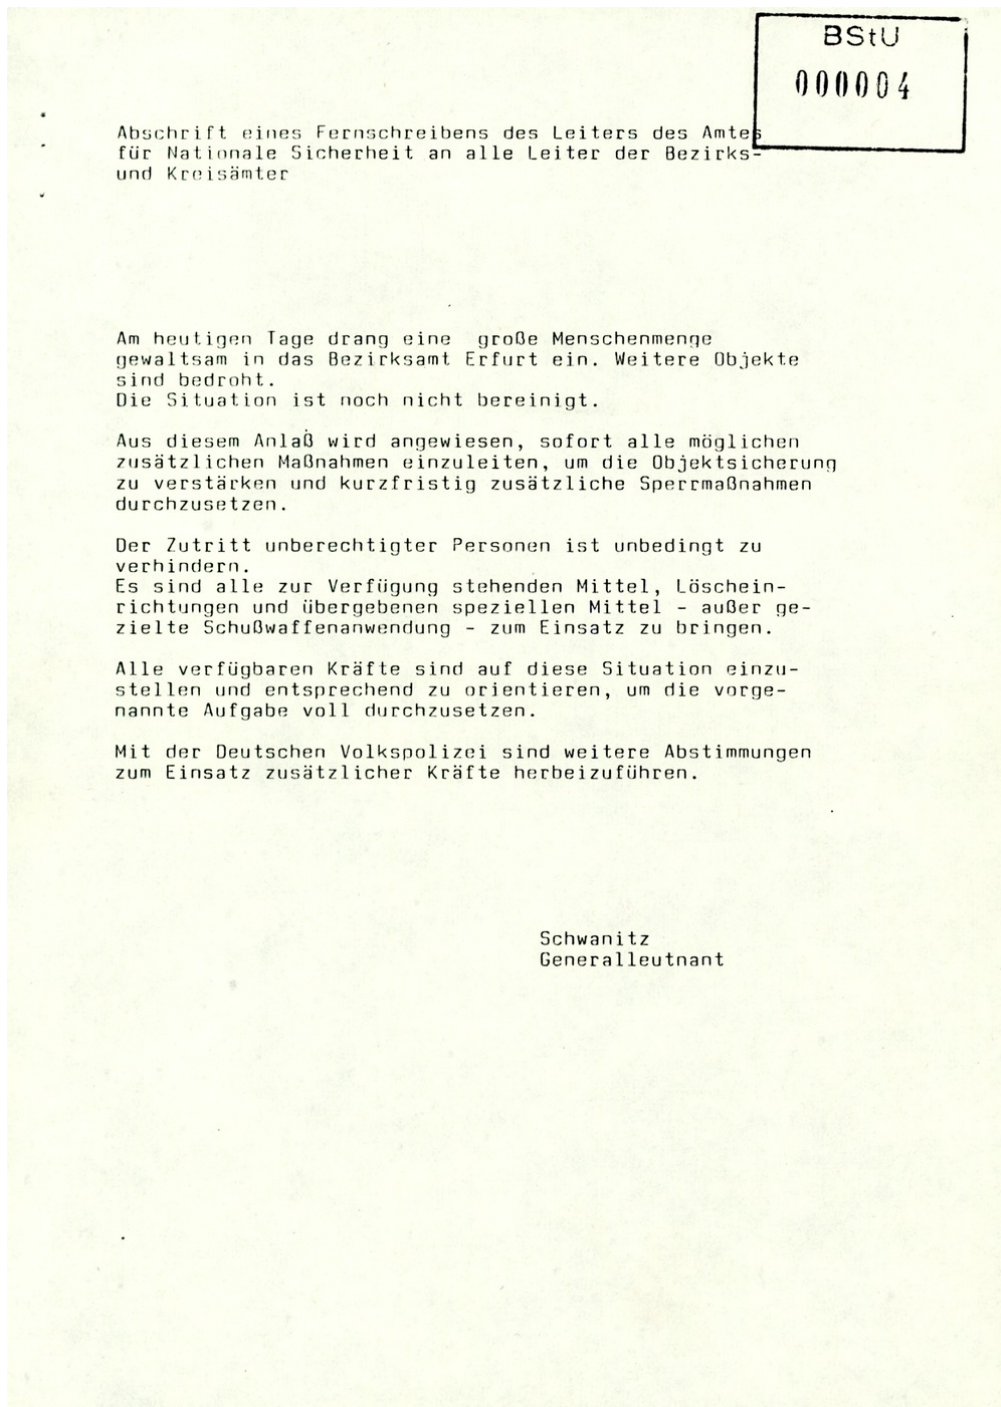 BStU
000004
Abschrift eines Fernschreibens des Leiters des Amtes
für Nationale Sicherheit an alle Leiter der Bezirks-
und Kreisämter
Am heutigen Tage drang eine große Menschenmenge
gewaltsam in das Bezirksamt Erfurt ein. Weitere Objekte
sind bedroht.
Die Situation ist noch nicht bereinigt.
Aus diesem Anlaß wird angewiesen, sofort alle möglichen
zusätzlichen Maßnahmen einzuleiten, um die Objektsicherung
zu verstärken und kurzfristig zusätzliche Sperrmaßnahmen
durchzusetzen.
Der Zutritt unberechtigter Personen ist unbedingt zu
verhindern.
Es sind alle zur Verfügung stehenden Mittel, Löschein-
richtungen und übergebenen speziellen Mittel - außer ge-
zielte Schußwaffenanwendung - zum Einsatz zu bringen.
Alle verfügbaren Kräfte sind auf diese Situation einzu-
stellen und entsprechend zu orientieren, um die vorge-
nannte Aufgabe voll durchzusetzen.
Mit der Deutschen Volkspolizei sind weitere Abstimmungen
zum Einsatz zusätzlicher Kräfte herbeizuführen.
Schwanitz
Generalleutnant